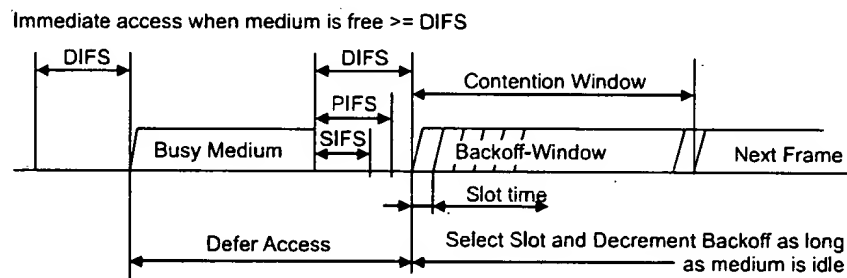 Immediate access when medium is free >= DIFS
DIFS
DIFS
Contention Window
PIFS
SIFS
Busy Medium
Backoff-Window
Next Frame
Slot time
Defer Access
Select Slot and Decrement Backoff as long
as medium is idle